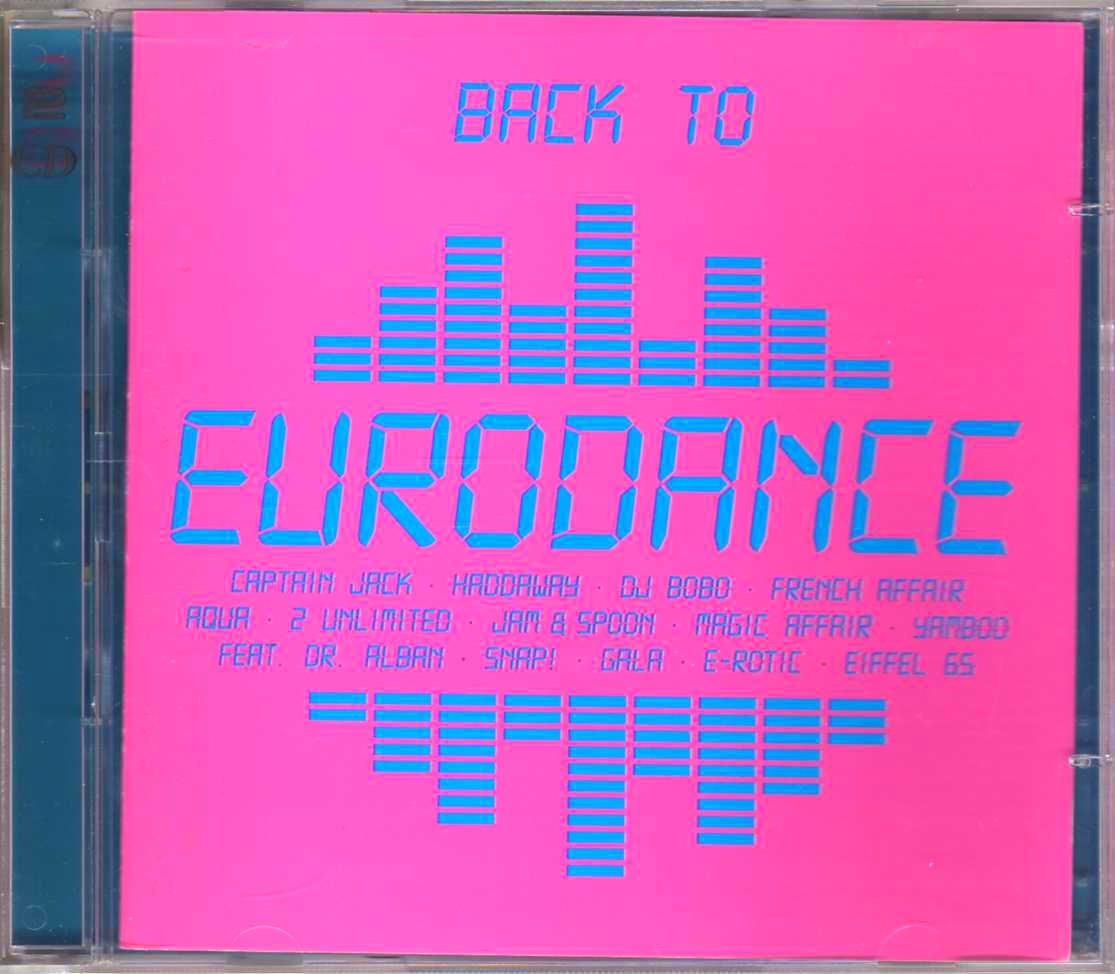 BACK TO
EURODANCE
CAPTAIN JACK · HADDAWAY · DJ BOBO · FRENCH AFFAIR
AQUA · 2 UNLIMITED · JAM & SPOON · MAGIC AFFAIR · YAMBOO
FEAT. DR. ALBAN · SNAP! · GALA · E-ROTIC · EIFFEL 65